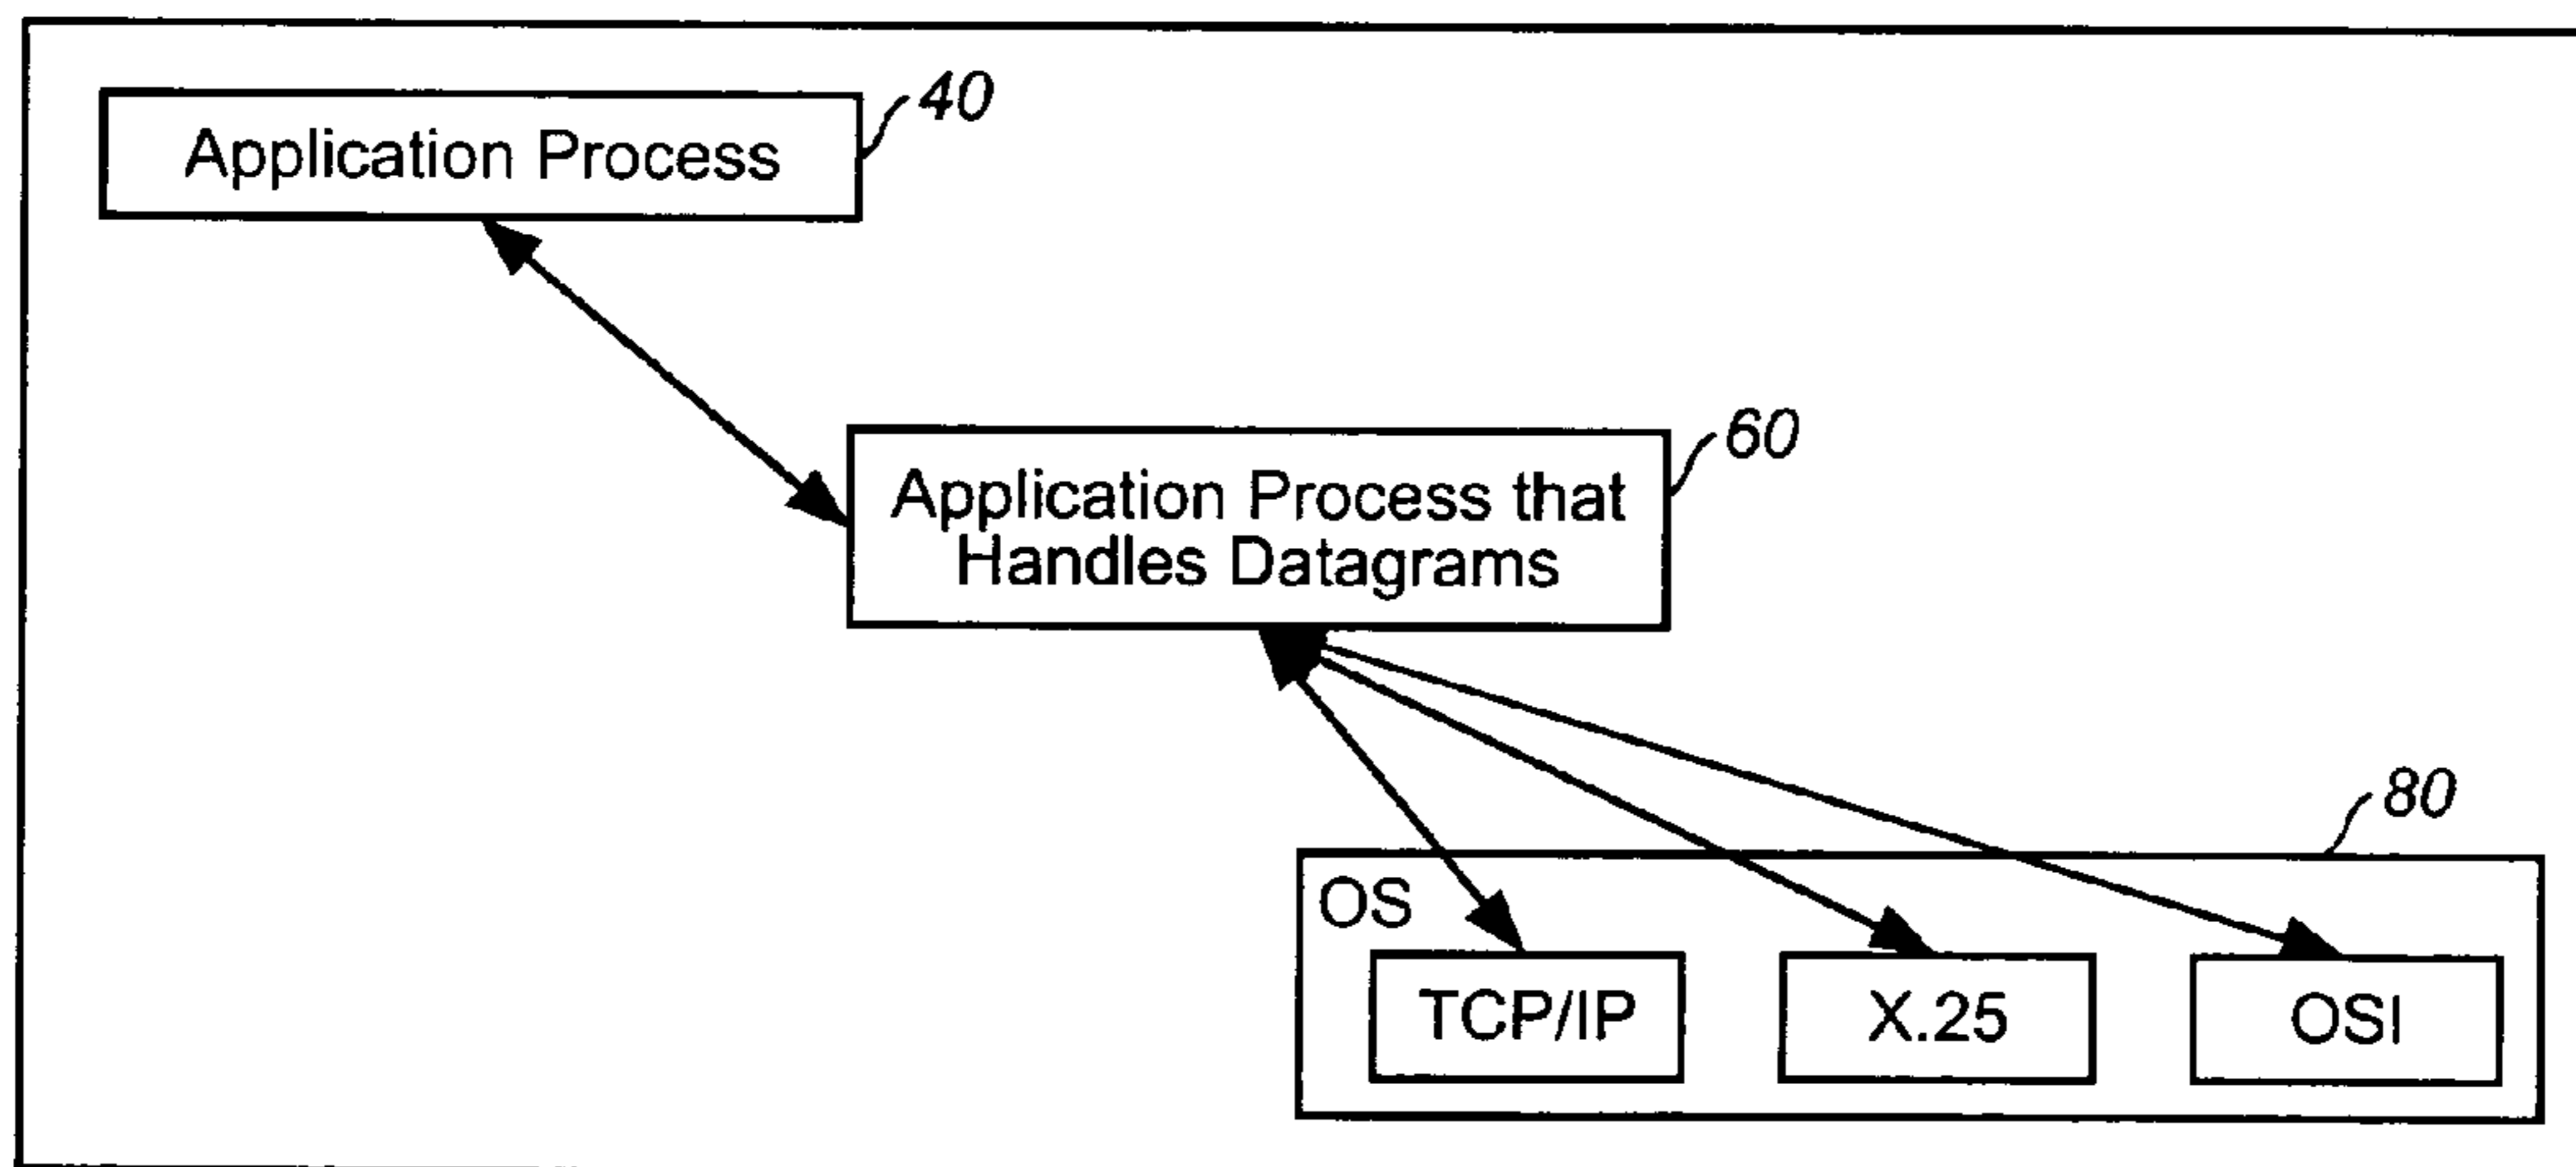 40
Application Process
60
Application Process that
Handles Datagrams
80
OS
TCP/IP
X.25
OSI